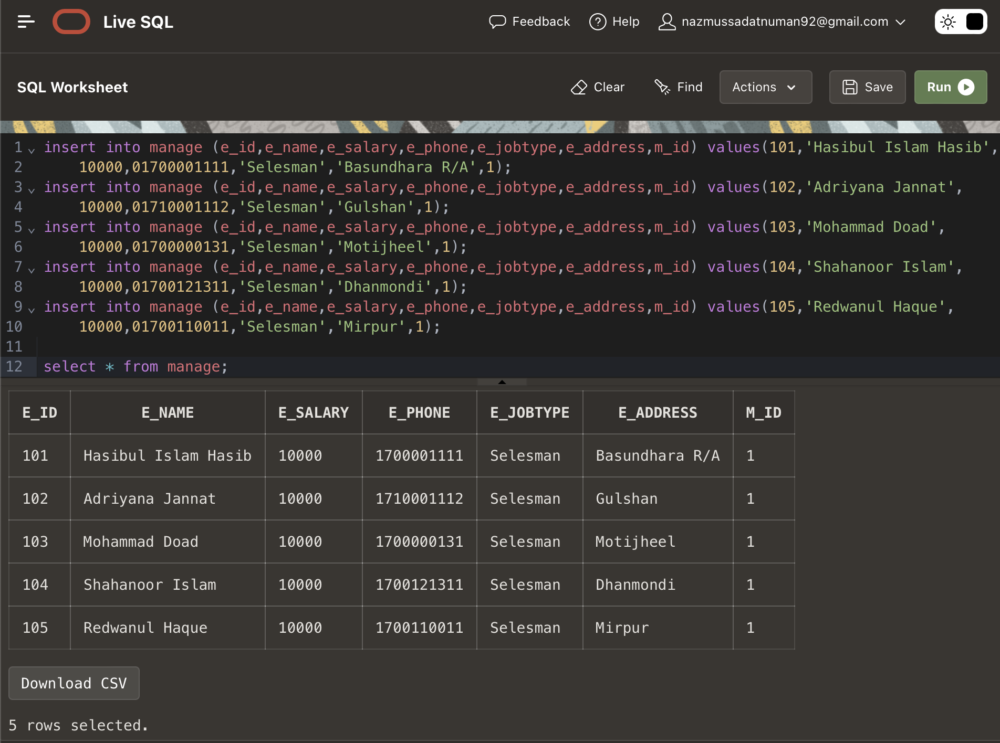 Live SQL
Feedback
Help
nazmussadatnuman92@gmail.com
SQL Worksheet
Clear
Find
Actions
Save
Run
1 insert into manage (e_id,e_name,e_salary,e_phone,e_jobtype,e_address,m_id) values(101,'Hasibul Islam Hasib',
2 10000,01700001111,'Selesman','Basundhara R/A',1);
3 insert into manage (e_id,e_name,e_salary,e_phone,e_jobtype,e_address,m_id) values(102,'Adriyana Jannat',
4 10000,01710001112,'Selesman','Gulshan',1);
5 insert into manage (e_id,e_name,e_salary,e_phone,e_jobtype,e_address,m_id) values(103,'Mohammad Doad',
6 10000,01700000131,'Selesman','Motijheel',1);
7 insert into manage (e_id,e_name,e_salary,e_phone,e_jobtype,e_address,m_id) values(104,'Shahanoor Islam',
8 10000,01700121311,'Selesman','Dhanmondi',1);
9 insert into manage (e_id,e_name,e_salary,e_phone,e_jobtype,e_address,m_id) values(105,'Redwanul Haque',
10 10000,01700110011,'Selesman','Mirpur',1);
11
12 select * from manage;
E_ID E_NAME E_SALARY E_PHONE E_JOBTYPE E_ADDRESS M_ID
101 Hasibul Islam Hasib 10000 1700001111 Selesman Basundhara R/A 1
102 Adriyana Jannat 10000 1710001112 Selesman Gulshan 1
103 Mohammad Doad 10000 1700000131 Selesman Motijheel 1
104 Shahanoor Islam 10000 1700121311 Selesman Dhanmondi 1
105 Redwanul Haque 10000 1700110011 Selesman Mirpur 1
Download CSV
5 rows selected.